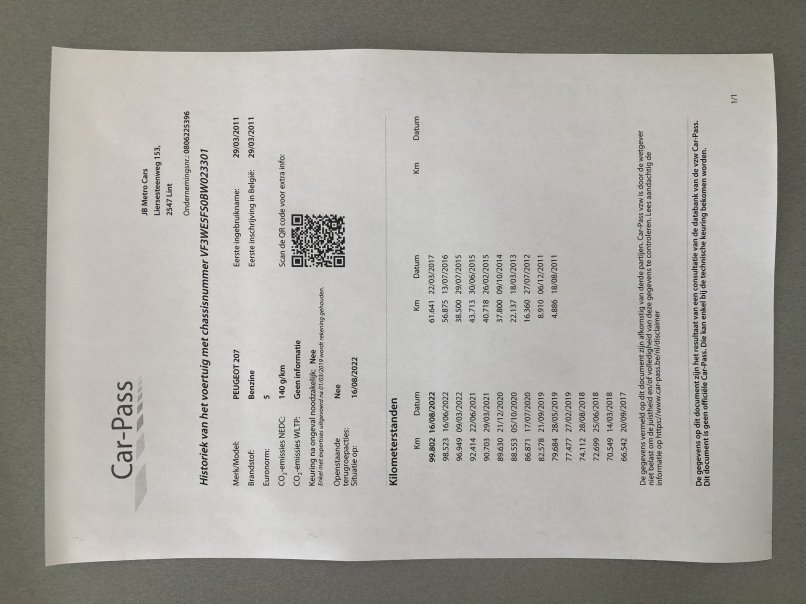 Car-Pass
JB Metro Cars
Liersesteenweg 153,
2547 Lint
Ondernemingsnr.: 0806225396
Historiek van het voertuig met chassisnummer VF3WE5FS0BW023301
Merk/Model: PEUGEOT 207
Eerste ingebruikname: 29/03/2011
Brandstof: Benzine
Eerste inschrijving in België: 29/03/2011
Euronorm: 5
CO2-emissies NEDC: 140 g/km
Scan de QR code voor extra info:
CO2-emissies WLTP: Geen informatie
Keuring na ongeval noodzakelijk: Nee
Enkel met expertises uitgevoerd na 01/03/2019 wordt rekening gehouden.
Openstaande Nee
terugroepacties:
Situatie op: 16/08/2022
Kilometerstanden
Km Datum Km Datum Km Datum
99.802 16/08/2022 61.641 22/03/2017
98.523 16/06/2022 56.875 13/07/2016
96.949 09/03/2022 38.500 29/07/2015
92.414 22/06/2021 43.713 30/06/2015
90.703 29/03/2021 40.718 26/02/2015
89.630 21/12/2020 37.800 09/10/2014
88.553 05/10/2020 22.137 18/03/2013
86.871 17/07/2020 16.360 27/07/2012
82.578 21/09/2019 8.910 06/12/2011
79.684 28/05/2019 4.886 18/08/2011
77.477 27/02/2019
74.112 28/08/2018
72.699 25/06/2018
70.549 14/03/2018
66.542 20/09/2017
De gegevens vermeld op dit document zijn afkomstig van derde partijen. Car-Pass vzw is door de wetgever
niet belast om de juistheid en/of volledigheid van deze gegevens te controleren. Lees aandachtig de
informatie op https://www.car-pass.be/nl/disclaimer
De gegevens op dit document zijn het resultaat van een consultatie van de databank van de vzw Car-Pass.
Dit document is geen officiële Car-Pass. Die kan enkel bij de technische keuring bekomen worden.
1/1